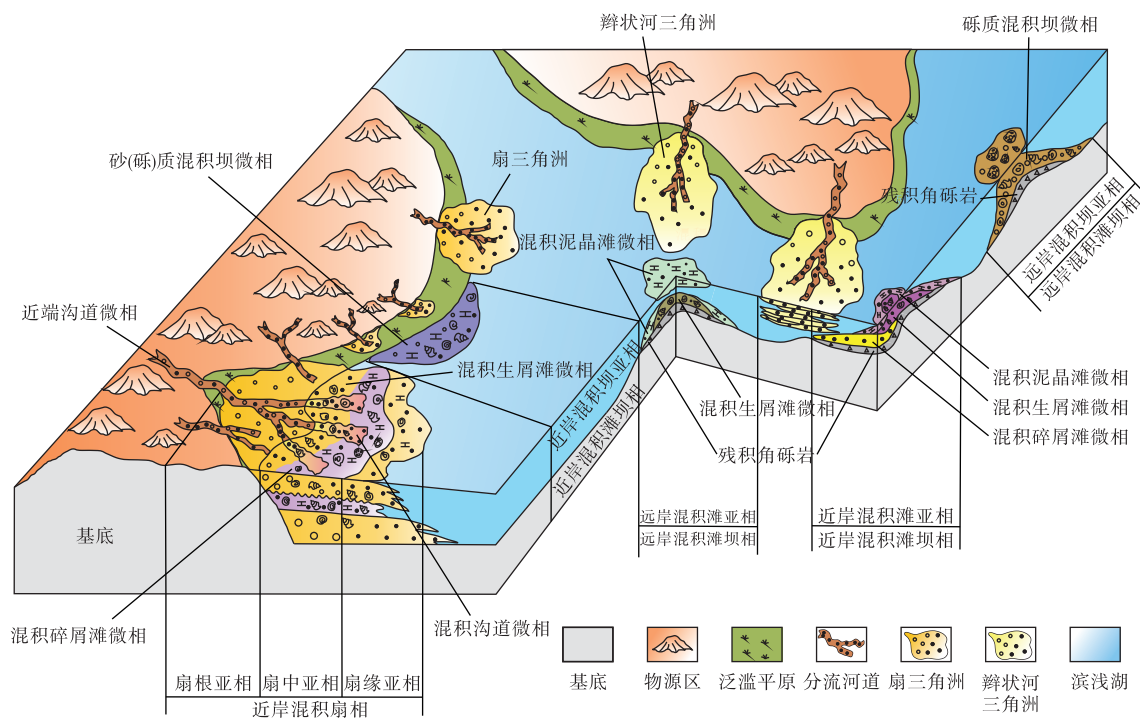 辫状河三角洲
砾质混积坝微相
砂(砾)质混积坝微相
扇三角洲
残积角砾岩
混积泥晶滩微相
远岸混积坝亚相
远岸混积滩坝相
近端沟道微相
混积生屑滩微相
近岸混积坝亚相
近岸混积滩坝相
混积泥晶滩微相
混积生屑滩微相
混积生屑滩微相
混积碎屑滩微相
残积角砾岩
远岸混积滩亚相
远岸混积滩坝相
近岸混积滩亚相
近岸混积滩坝相
基底
混积碎屑滩微相
混积沟道微相
扇根亚相
扇中亚相
扇缘亚相
近岸混积扇相
基底
物源区
泛滥平原
分流河道
扇三角洲
辫状河
三角洲
滨浅湖